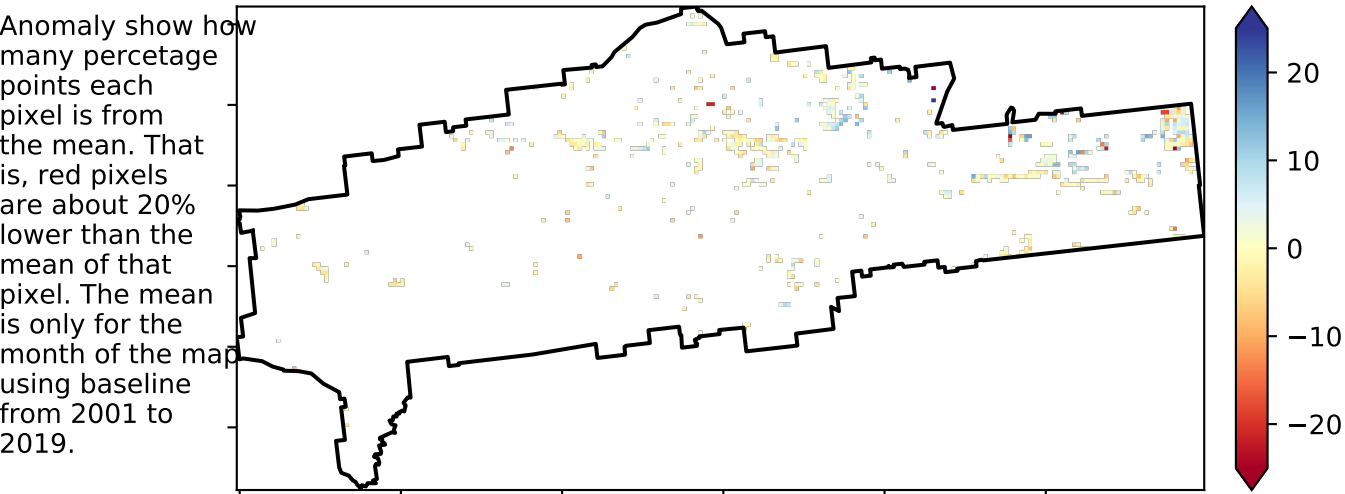 Anomaly show how
many percetage
points each
pixel is from
the mean. That
is, red pixels
are about 20%
lower than the
mean of that
pixel. The mean
is only for the
month of the map
using baseline
from 2001 to
2019.
20
10
0
−10
−20